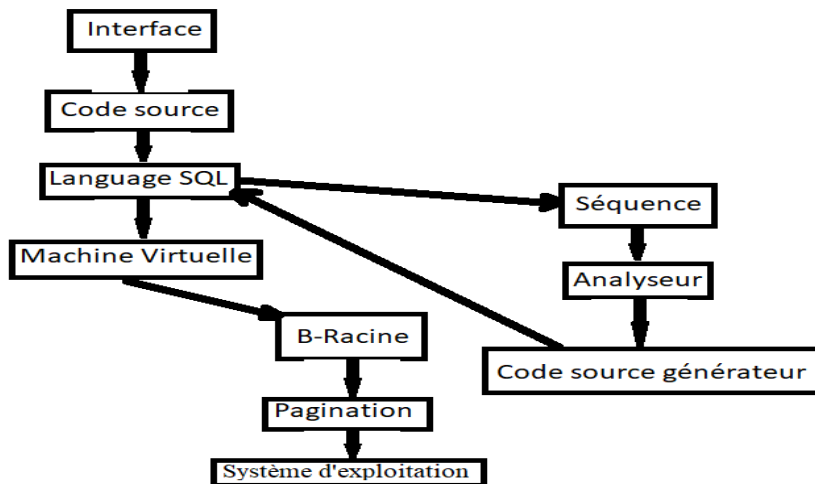 Interface
Code source
Language SQL
Machine Virtuelle
B-Racine
Pagination
Système d'exploitation
Séquence
Analyseur
Code source générateur